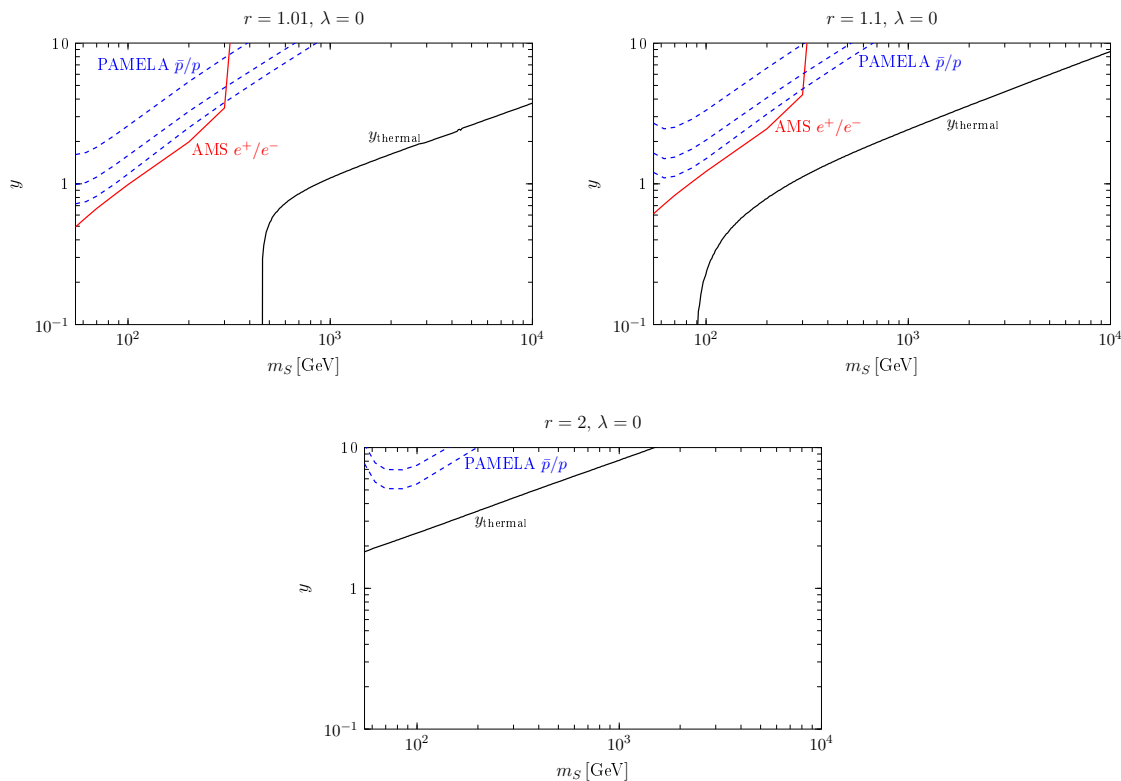 r = 1.01, λ = 0
10
1
10⁻¹
y
PAMELA p̄/p
AMS e⁺/e⁻
y_thermal
10² 10³ 10⁴
m_S [GeV]
r = 1.1, λ = 0
10
1
10⁻¹
y
PAMELA p̄/p
AMS e⁺/e⁻
y_thermal
10² 10³ 10⁴
m_S [GeV]
r = 2, λ = 0
10
1
10⁻¹
y
PAMELA p̄/p
y_thermal
10² 10³ 10⁴
m_S [GeV]